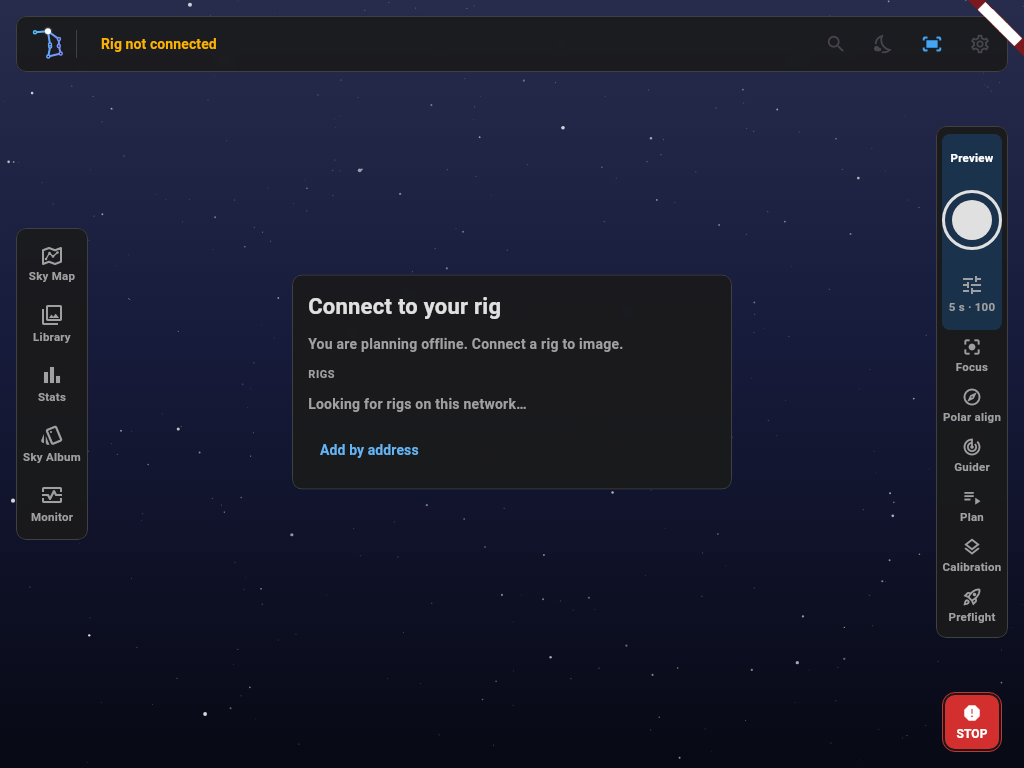 Rig not connected
Preview
5 s · 100
Focus
Polar align
Guider
Plan
Calibration
Preflight
STOP
Sky Map
Library
Stats
Sky Album
Monitor
Connect to your rig
You are planning offline. Connect a rig to image.
RIGS
Looking for rigs on this network…
Add by address